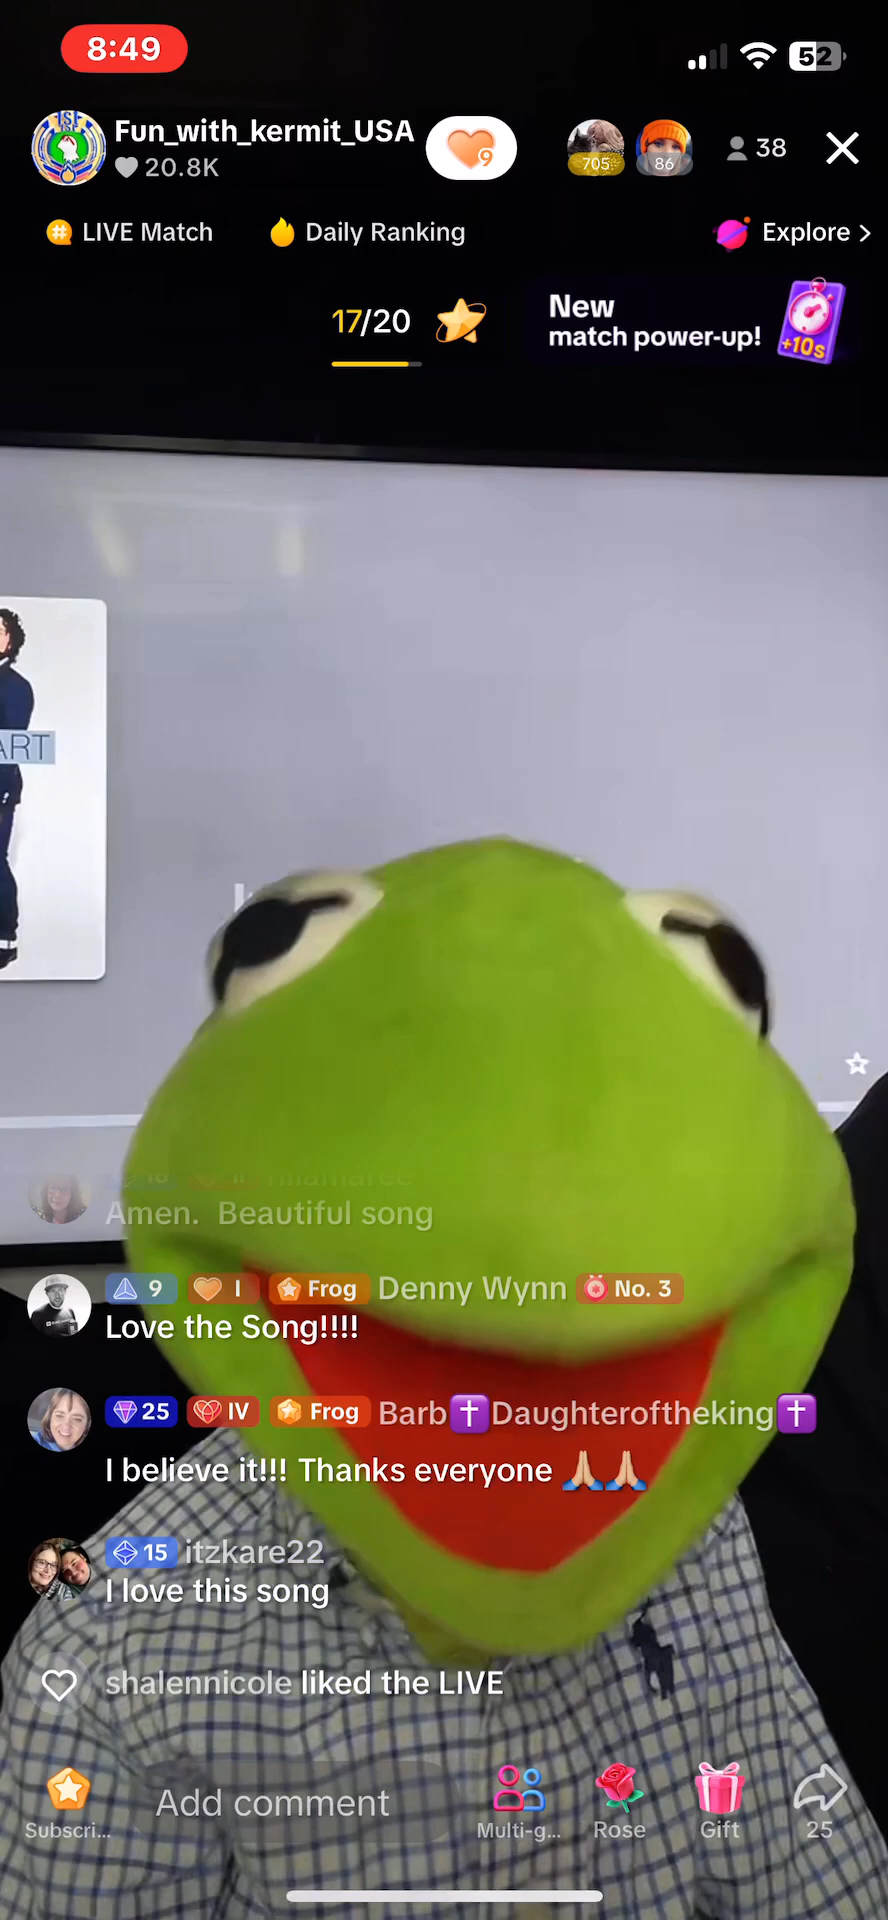 8:49
52
Fun_with_kermit_USA
20.8K
9
705
86
38
LIVE Match
Daily Ranking
Explore >
17/20
New
match power-up!
+10s
ART
Amen. Beautiful song
9 I Frog Denny Wynn No. 3
Love the Song!!!!
25 IV Frog Barb✝️Daughteroftheking✝️
I believe it!!! Thanks everyone 🙏🙏
15 itzkare22
I love this song
shalennicole liked the LIVE
Subscri...
Add comment
Multi-g...
Rose
Gift
25